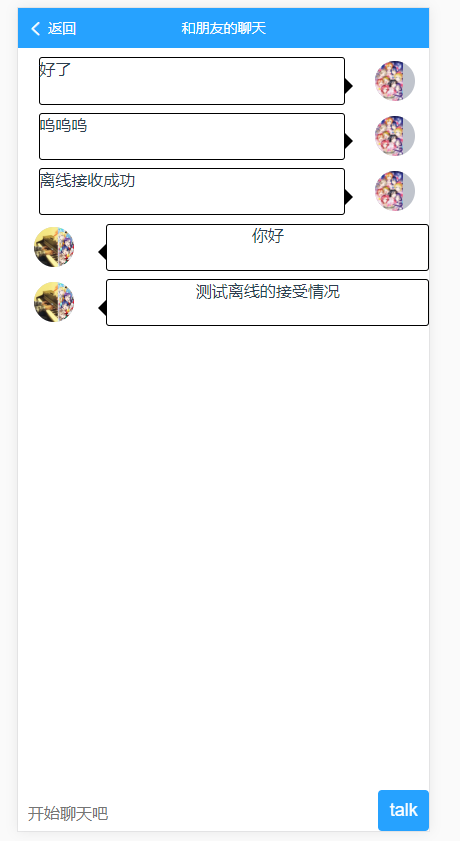 返回
和朋友的聊天
好了
呜呜呜
离线接收成功
你好
测试离线的接受情况
开始聊天吧
talk